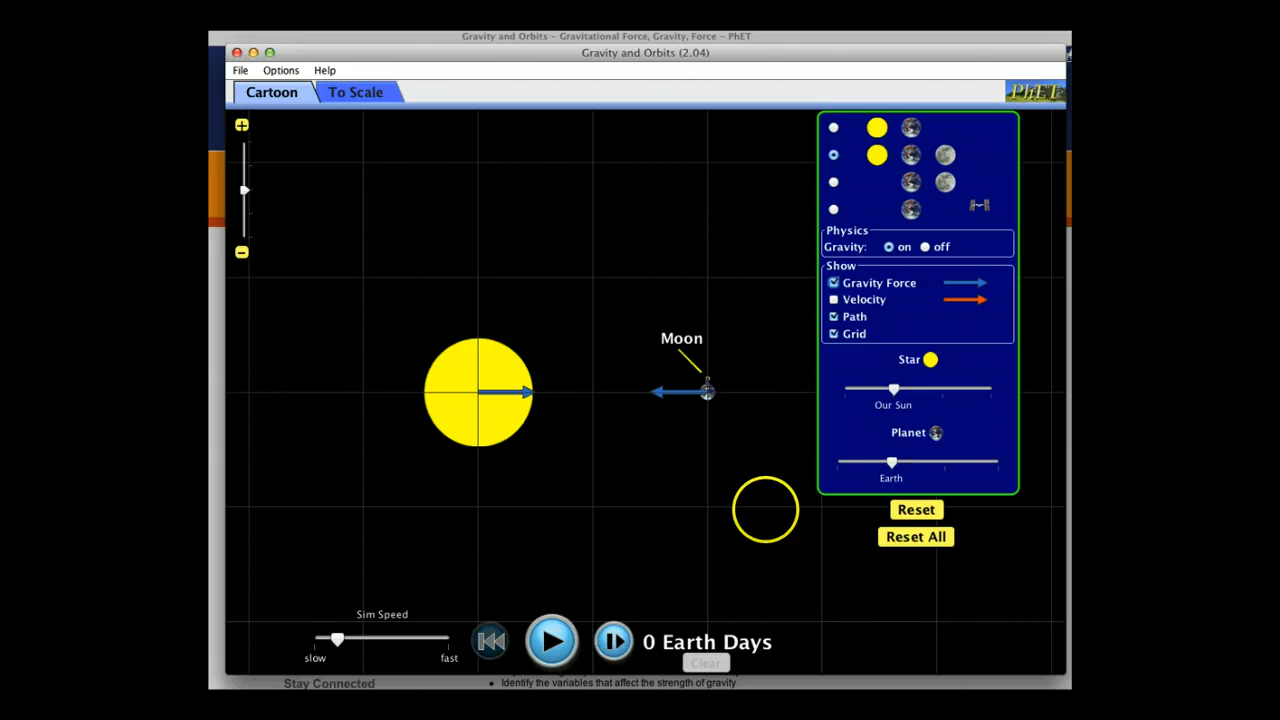 Gravity and Orbits – Gravitational Force, Gravity, Force – PhET
Gravity and Orbits (2.04)
File Options Help
Cartoon To Scale
PhET
Physics
Gravity: on off
Show
Gravity Force
Velocity
Path
Grid
Moon
Star
Our Sun
Planet
Earth
Reset
Reset All
Sim Speed
slow fast
0 Earth Days
Clear
Stay Connected
• Identify the variables that affect the strength of gravity